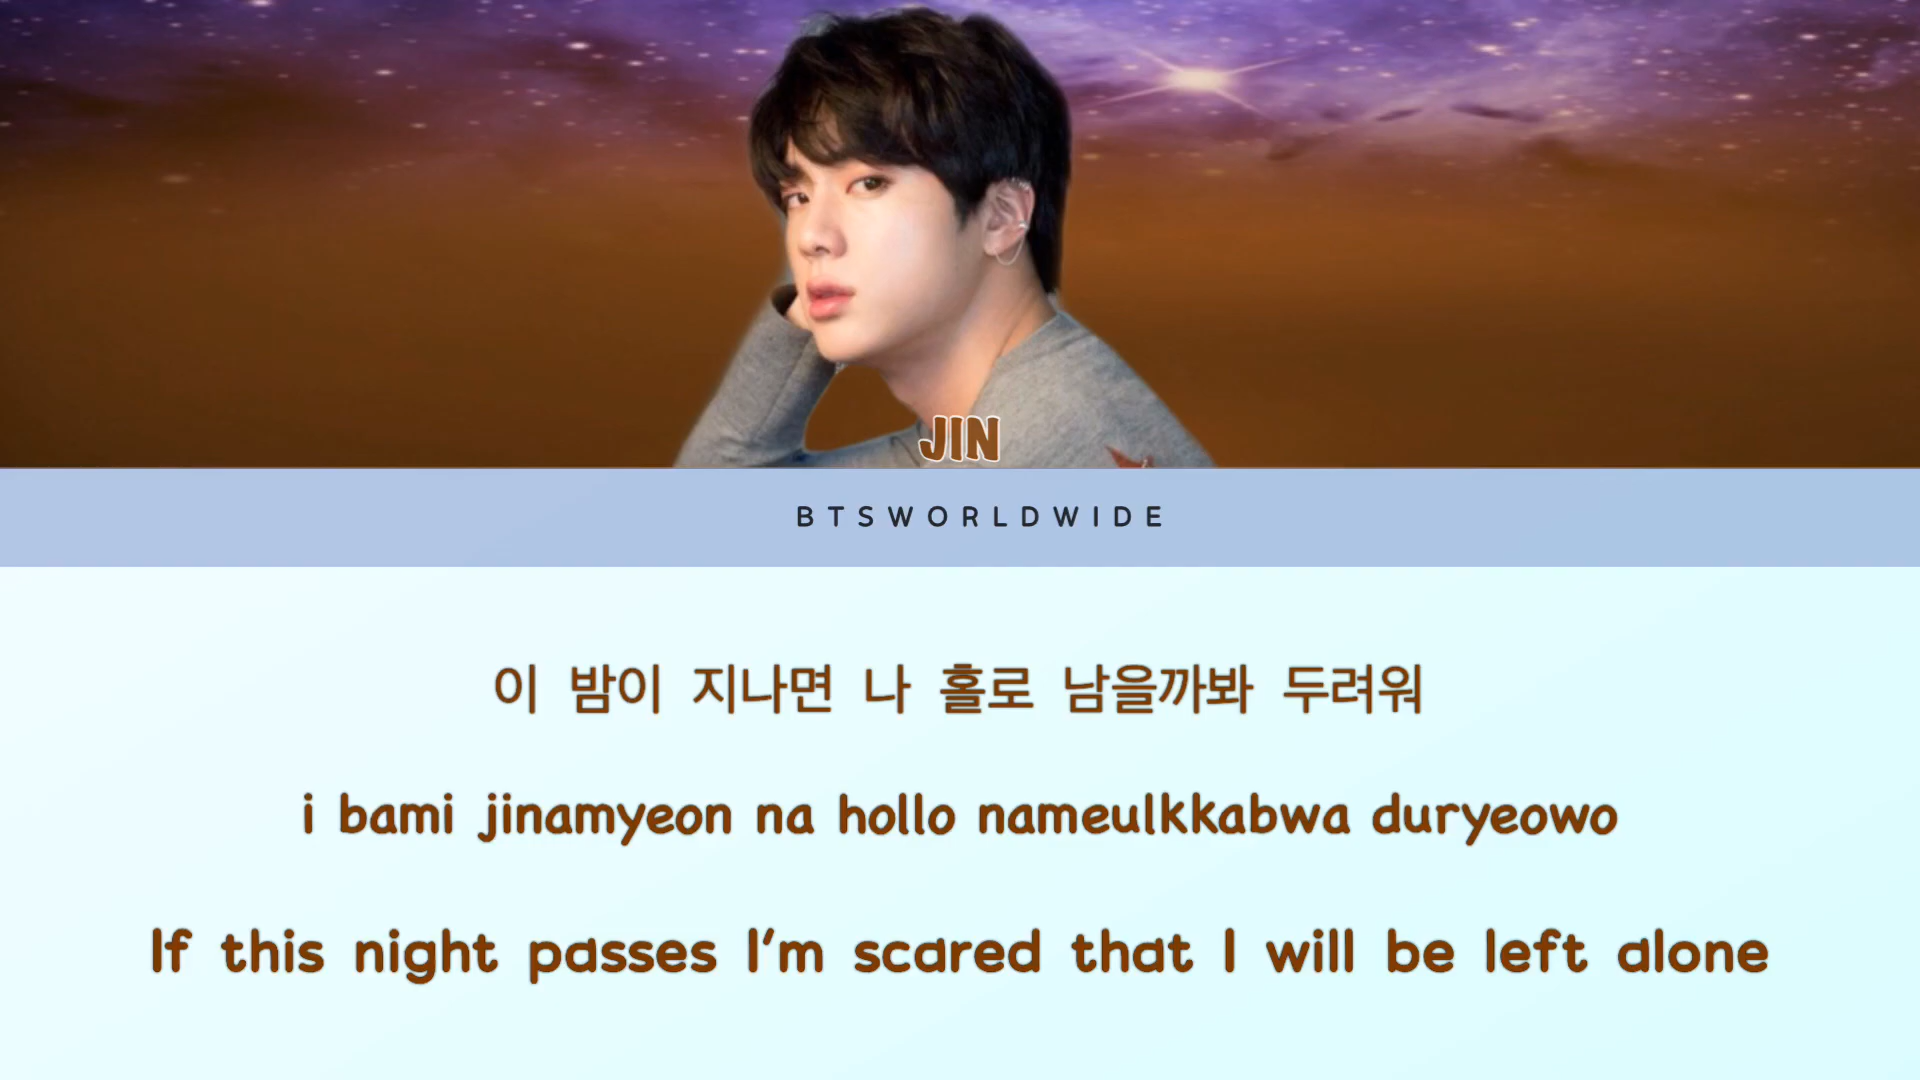 JIN
BTSWORLDWIDE
이 밤이 지나면 나 홀로 남을까봐 두려워
i bami jinamyeon na hollo nameulkkabwa duryeowo
If this night passes I'm scared that I will be left alone